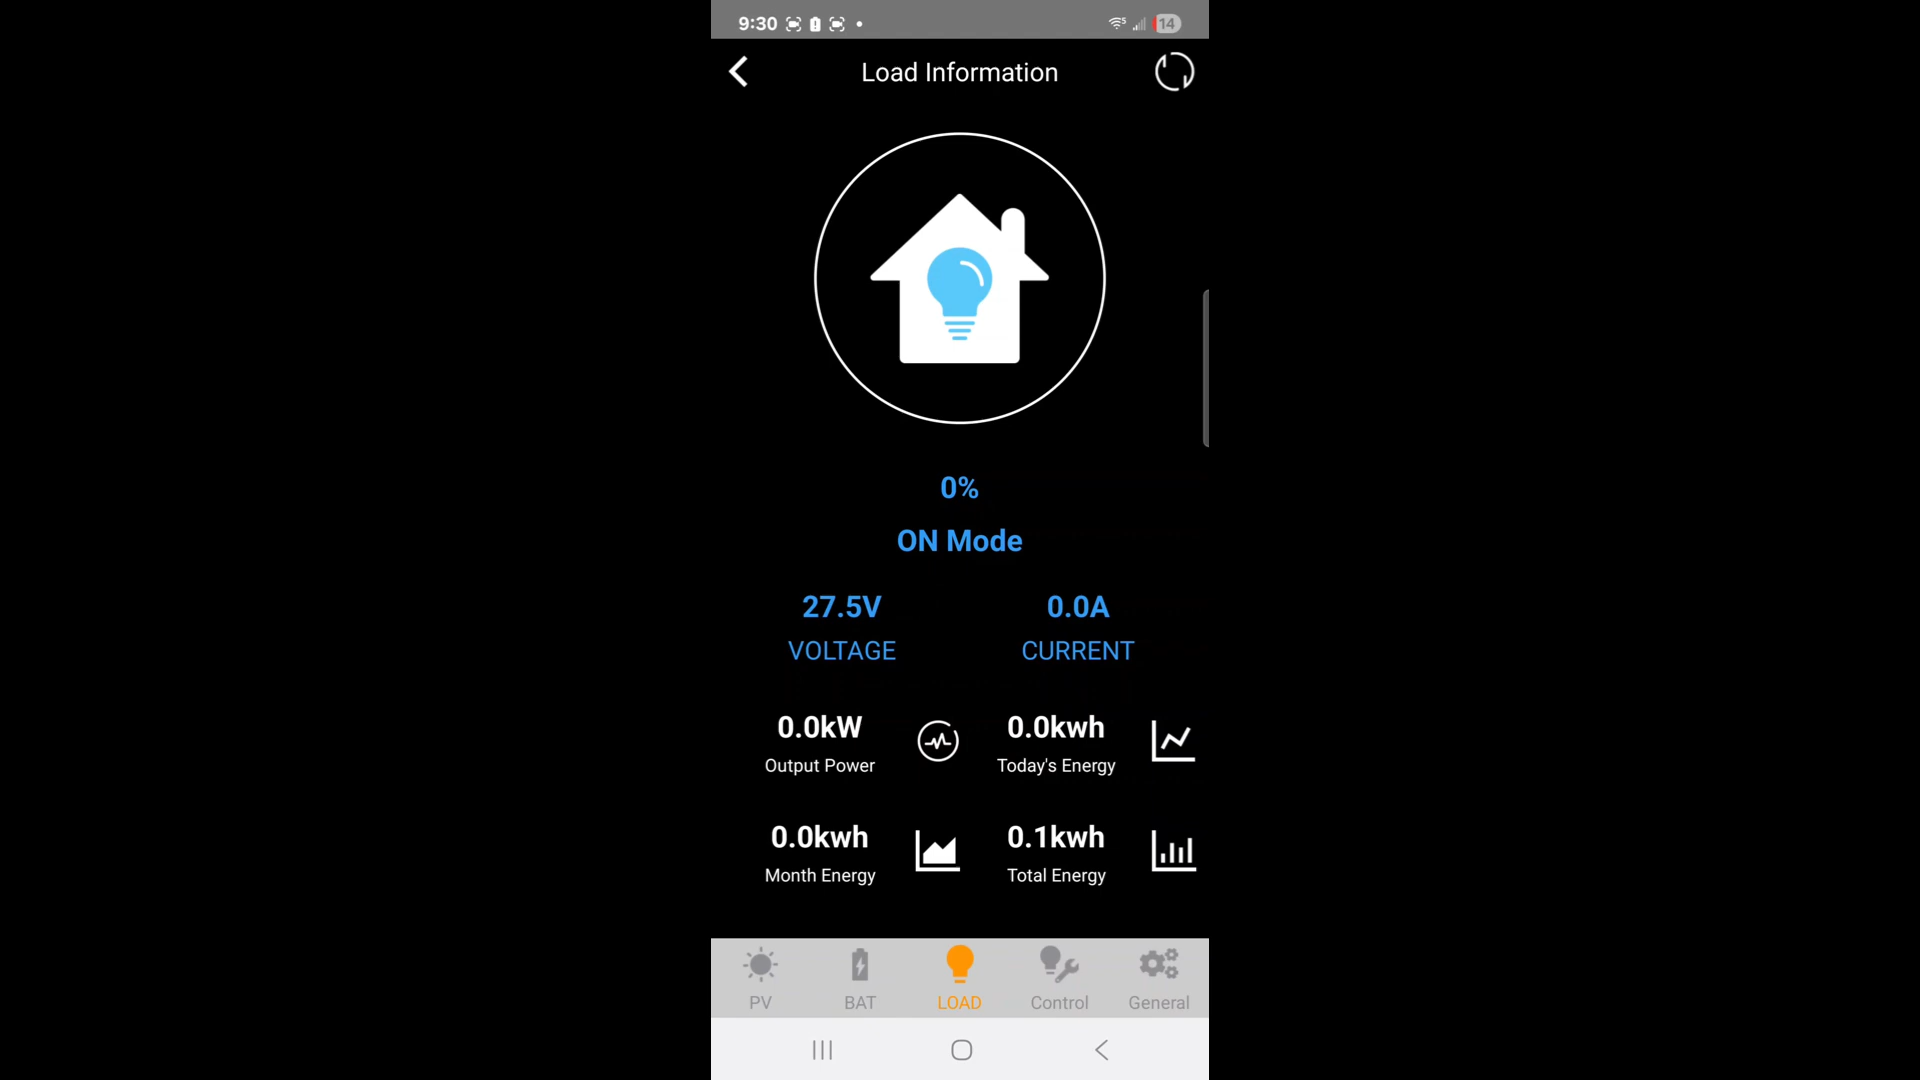 9:30
5
14
Load Information
0%
ON Mode
27.5V
0.0A
VOLTAGE
CURRENT
0.0kW
0.0kwh
Output Power
Today's Energy
0.0kwh
0.1kwh
Month Energy
Total Energy
PV
BAT
LOAD
Control
General